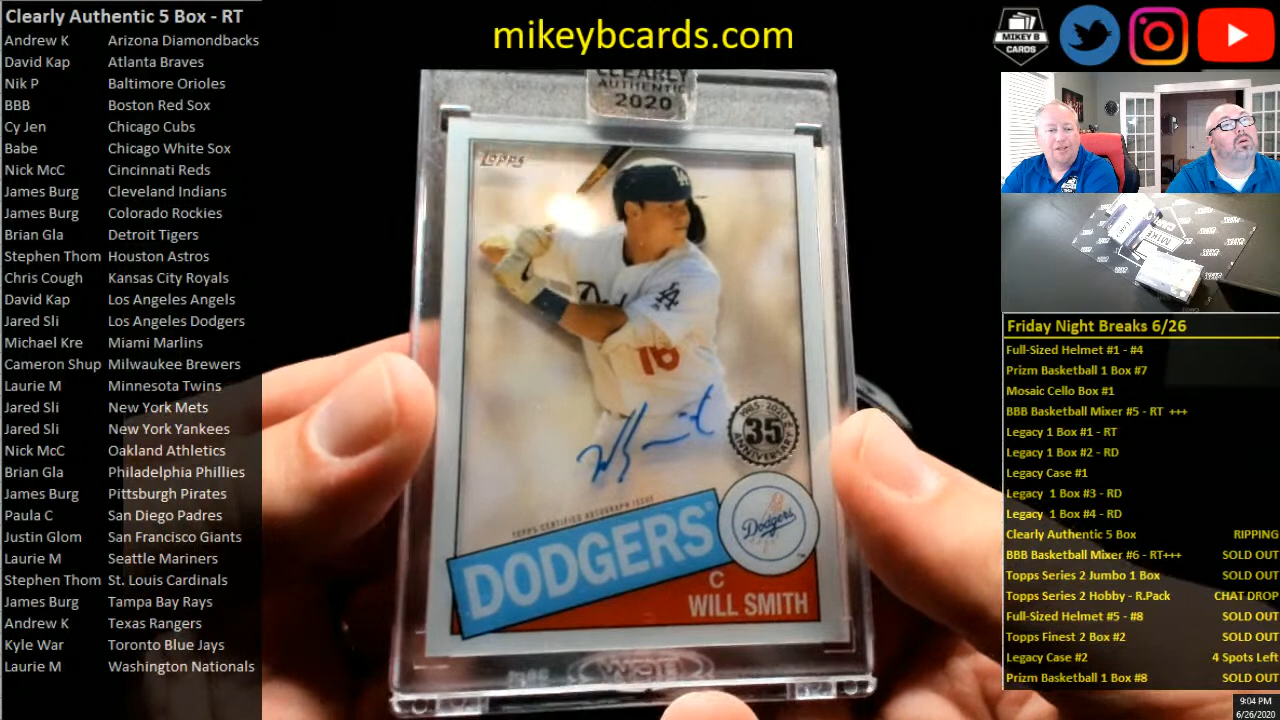 Clearly Authentic 5 Box - RT
Andrew K Arizona Diamondbacks
David Kap Atlanta Braves
Nik P Baltimore Orioles
BBB Boston Red Sox
Cy Jen Chicago Cubs
Babe Chicago White Sox
Nick McC Cincinnati Reds
James Burg Cleveland Indians
James Burg Colorado Rockies
Brian Gla Detroit Tigers
Stephen Thom Houston Astros
Chris Cough Kansas City Royals
David Kap Los Angeles Angels
Jared Sli Los Angeles Dodgers
Michael Kre Miami Marlins
Cameron Shup Milwaukee Brewers
Laurie M Minnesota Twins
Jared Sli New York Mets
Jared Sli New York Yankees
Nick McC Oakland Athletics
Brian Gla Philadelphia Phillies
James Burg Pittsburgh Pirates
Paula C San Diego Padres
Justin Glom San Francisco Giants
Laurie M Seattle Mariners
Stephen Thom St. Louis Cardinals
James Burg Tampa Bay Rays
Andrew K Texas Rangers
Kyle War Toronto Blue Jays
Laurie M Washington Nationals
mikeybcards.com
CLEARLY
AUTHENTIC
2020
Topps
LA
16
1985-2020
35
ANNIVERSARY
TOPPS CERTIFIED AUTOGRAPH ISSUE
DODGERS
Dodgers
C
WILL SMITH
MIKEY B
CARDS
Friday Night Breaks 6/26
Full-Sized Helmet #1 - #4
Prizm Basketball 1 Box #7
Mosaic Cello Box #1
BBB Basketball Mixer #5 - RT +++
Legacy 1 Box #1 - RT
Legacy 1 Box #2 - RD
Legacy Case #1
Legacy 1 Box #3 - RD
Legacy 1 Box #4 - RD
Clearly Authentic 5 Box RIPPING
BBB Basketball Mixer #6 - RT+++ SOLD OUT
Topps Series 2 Jumbo 1 Box SOLD OUT
Topps Series 2 Hobby - R.Pack CHAT DROP
Full-Sized Helmet #5 - #8 SOLD OUT
Topps Finest 2 Box #2 SOLD OUT
Legacy Case #2 4 Spots Left
Prizm Basketball 1 Box #8 SOLD OUT
9:04 PM
6/26/2020